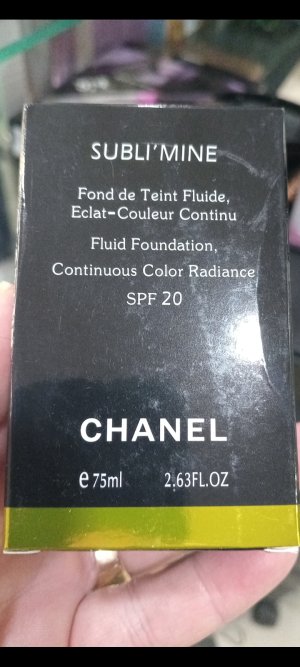 SUBLI'MINE
Fond de Teint Fluide,
Eclat-Couleur Continu
Fluid Foundation,
Continuous Color Radiance
SPF 20
CHANEL
e 75ml 2.63FL.OZ